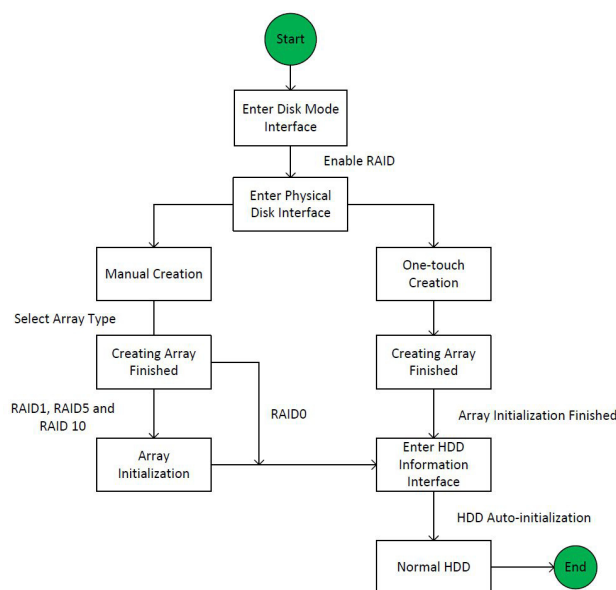 Start
Enter Disk Mode
Interface
Enable RAID
Enter Physical
Disk Interface
Manual Creation
One-touch
Creation
Select Array Type
Creating Array
Finished
Creating Array
Finished
RAID1, RAID5 and
RAID 10
RAID0
Array Initialization Finished
Array
Initialization
Enter HDD
Information
Interface
HDD Auto-initialization
Normal HDD
End